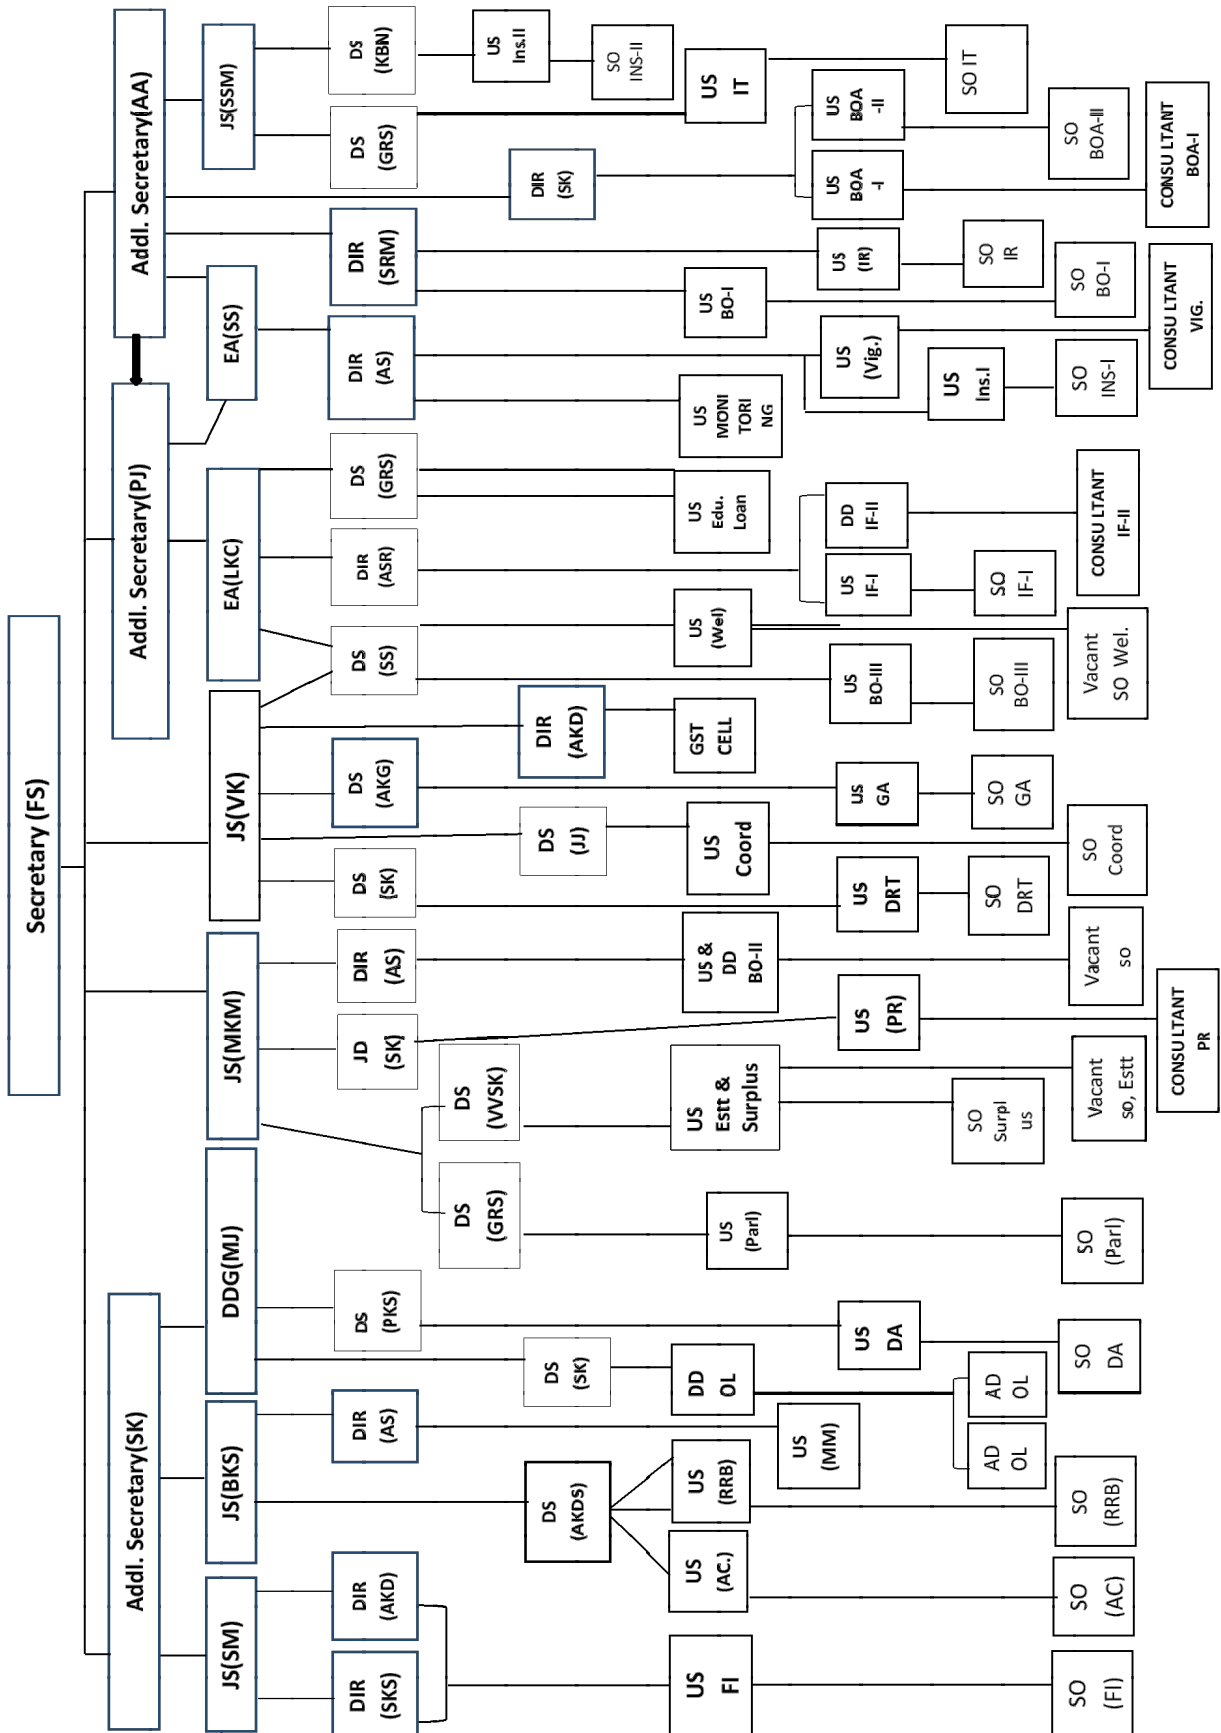 Secretary (FS)
Addl. Secretary(SK)
Addl. Secretary(PJ)
Addl. Secretary(AA)
JS(SM)
JS(BKS)
DDG(MJ)
JS(MKM)
JS(VK)
EA(LKC)
EA(SS)
JS(SSM)
DIR
(SKS)
DIR
(AKD)
DIR
(AS)
DS
(PKS)
JD
(SK)
DIR
(AS)
DS
(SK)
DS
(AKG)
DS
(SS)
DIR
(ASR)
DS
(GRS)
DIR
(AS)
DIR
(SRM)
DS
(GRS)
DS
(KBN)
DS
(GRS)
DS
(VVSK)
DS
(AKDS)
DS
(SK)
DS
(JJ)
DIR
(AKD)
DIR
(SK)
US
Ins.II
SO
INS-II
US
FI
US
(AC.)
US
(RRB)
DD
OL
US
(Parl)
US
Estt &
Surplus
US &
DD
BO-II
US
Coord
GST
CELL
US
(Wel)
US
Edu.
Loan
US
MONI
TORI
NG
US
BO-I
US
IT
US
(MM)
US
DA
US
(PR)
US
DRT
US
GA
US
BO-III
US
IF-I
DD
IF-II
US
(Vig.)
US
(IR)
US
BOA
-I
US
BOA
-II
US
Ins.I
AD
OL
AD
OL
SO
Surpl
us
SO
DRT
SO
GA
SO
BO-III
SO
IF-I
SO
IR
SO IT
SO
(FI)
SO
(AC)
SO
(RRB)
SO
DA
SO
(Parl)
Vacant
so, Estt
Vacant
so
SO
Coord
Vacant
SO Wel.
CONSU LTANT
IF-II
SO
INS-I
SO
BO-I
SO
BOA-II
CONSU LTANT
PR
CONSU LTANT
VIG.
CONSU LTANT
BOA-I